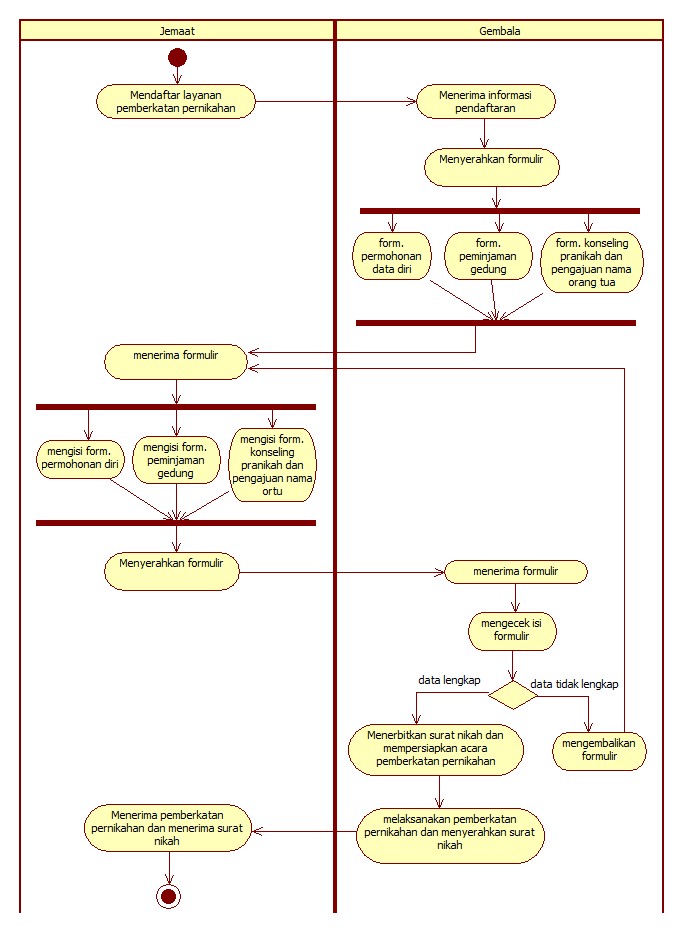 Jemaat
Gembala
Mendaftar layanan
pemberkatan pernikahan
Menerima informasi
pendaftaran
Menyerahkan formulir
form.
permohonan
data diri
form.
peminjaman
gedung
form. konseling
pranikah dan
pengajuan nama
orang tua
menerima formulir
mengisi form.
permohonan diri
mengisi form.
peminjaman
gedung
mengisi form.
konseling
pranikah dan
pengajuan nama
ortu
Menyerahkan formulir
menerima formulir
mengecek isi
formulir
data lengkap
data tidak lengkap
Menerbitkan surat nikah dan
mempersiapkan acara
pemberkatan pernikahan
mengembalikan
formulir
Menerima pemberkatan
pernikahan dan menerima surat
nikah
melaksanakan pemberkatan
pernikahan dan menyerahkan surat
nikah